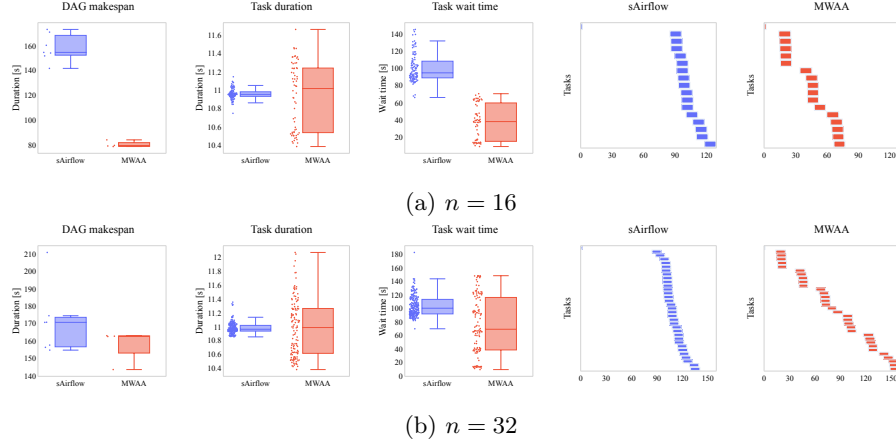 DAG makespan
Task duration
Task wait time
sAirflow
MWAA
Duration [s]
160
140
120
100
80
sAirflow
MWAA
Duration [s]
11.6
11.4
11.2
11
10.8
10.6
10.4
sAirflow
MWAA
Wait time [s]
140
120
100
80
60
40
20
sAirflow
MWAA
Tasks
0
30
60
90
120
Tasks
0
30
60
90
120
(a) n = 16
DAG makespan
Task duration
Task wait time
sAirflow
MWAA
Duration [s]
210
200
190
180
170
160
150
140
sAirflow
MWAA
Duration [s]
12
11.8
11.6
11.4
11.2
11
10.8
10.6
10.4
sAirflow
MWAA
Wait time [s]
180
160
140
120
100
80
60
40
20
0
sAirflow
MWAA
Tasks
0
30
60
90
120
150
Tasks
0
30
60
90
120
150
(b) n = 32